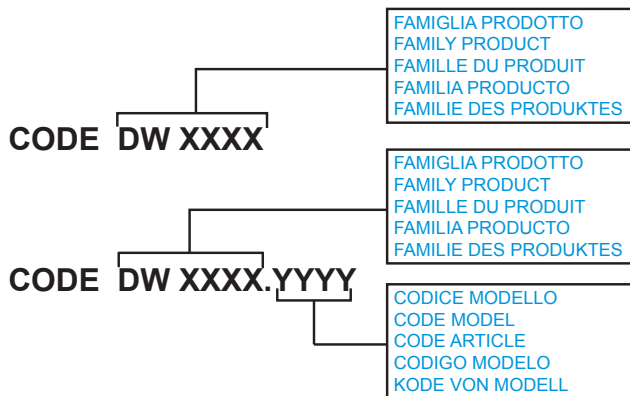 FAMIGLIA PRODOTTO
FAMILY PRODUCT
FAMILLE DU PRODUIT
FAMILIA PRODUCTO
FAMILIE DES PRODUKTES
CODE DW XXXX
FAMIGLIA PRODOTTO
FAMILY PRODUCT
FAMILLE DU PRODUIT
FAMILIA PRODUCTO
FAMILIE DES PRODUKTES
CODE DW XXXX.YYYY
CODICE MODELLO
CODE MODEL
CODE ARTICLE
CODIGO MODELO
KODE VON MODELL